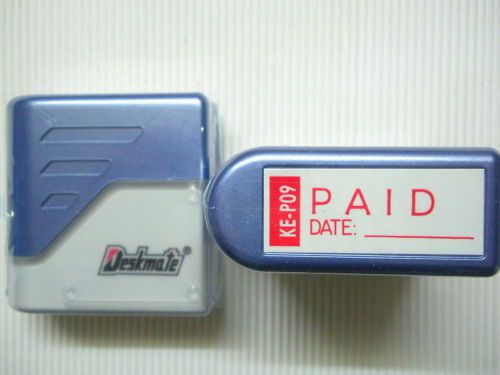 Deskmate
KE-P09
PAID
DATE: